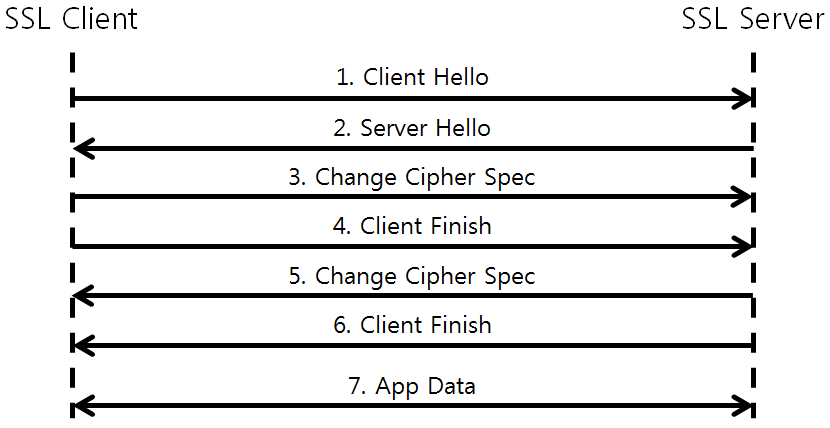 SSL Client
SSL Server
1. Client Hello
2. Server Hello
3. Change Cipher Spec
4. Client Finish
5. Change Cipher Spec
6. Client Finish
7. App Data